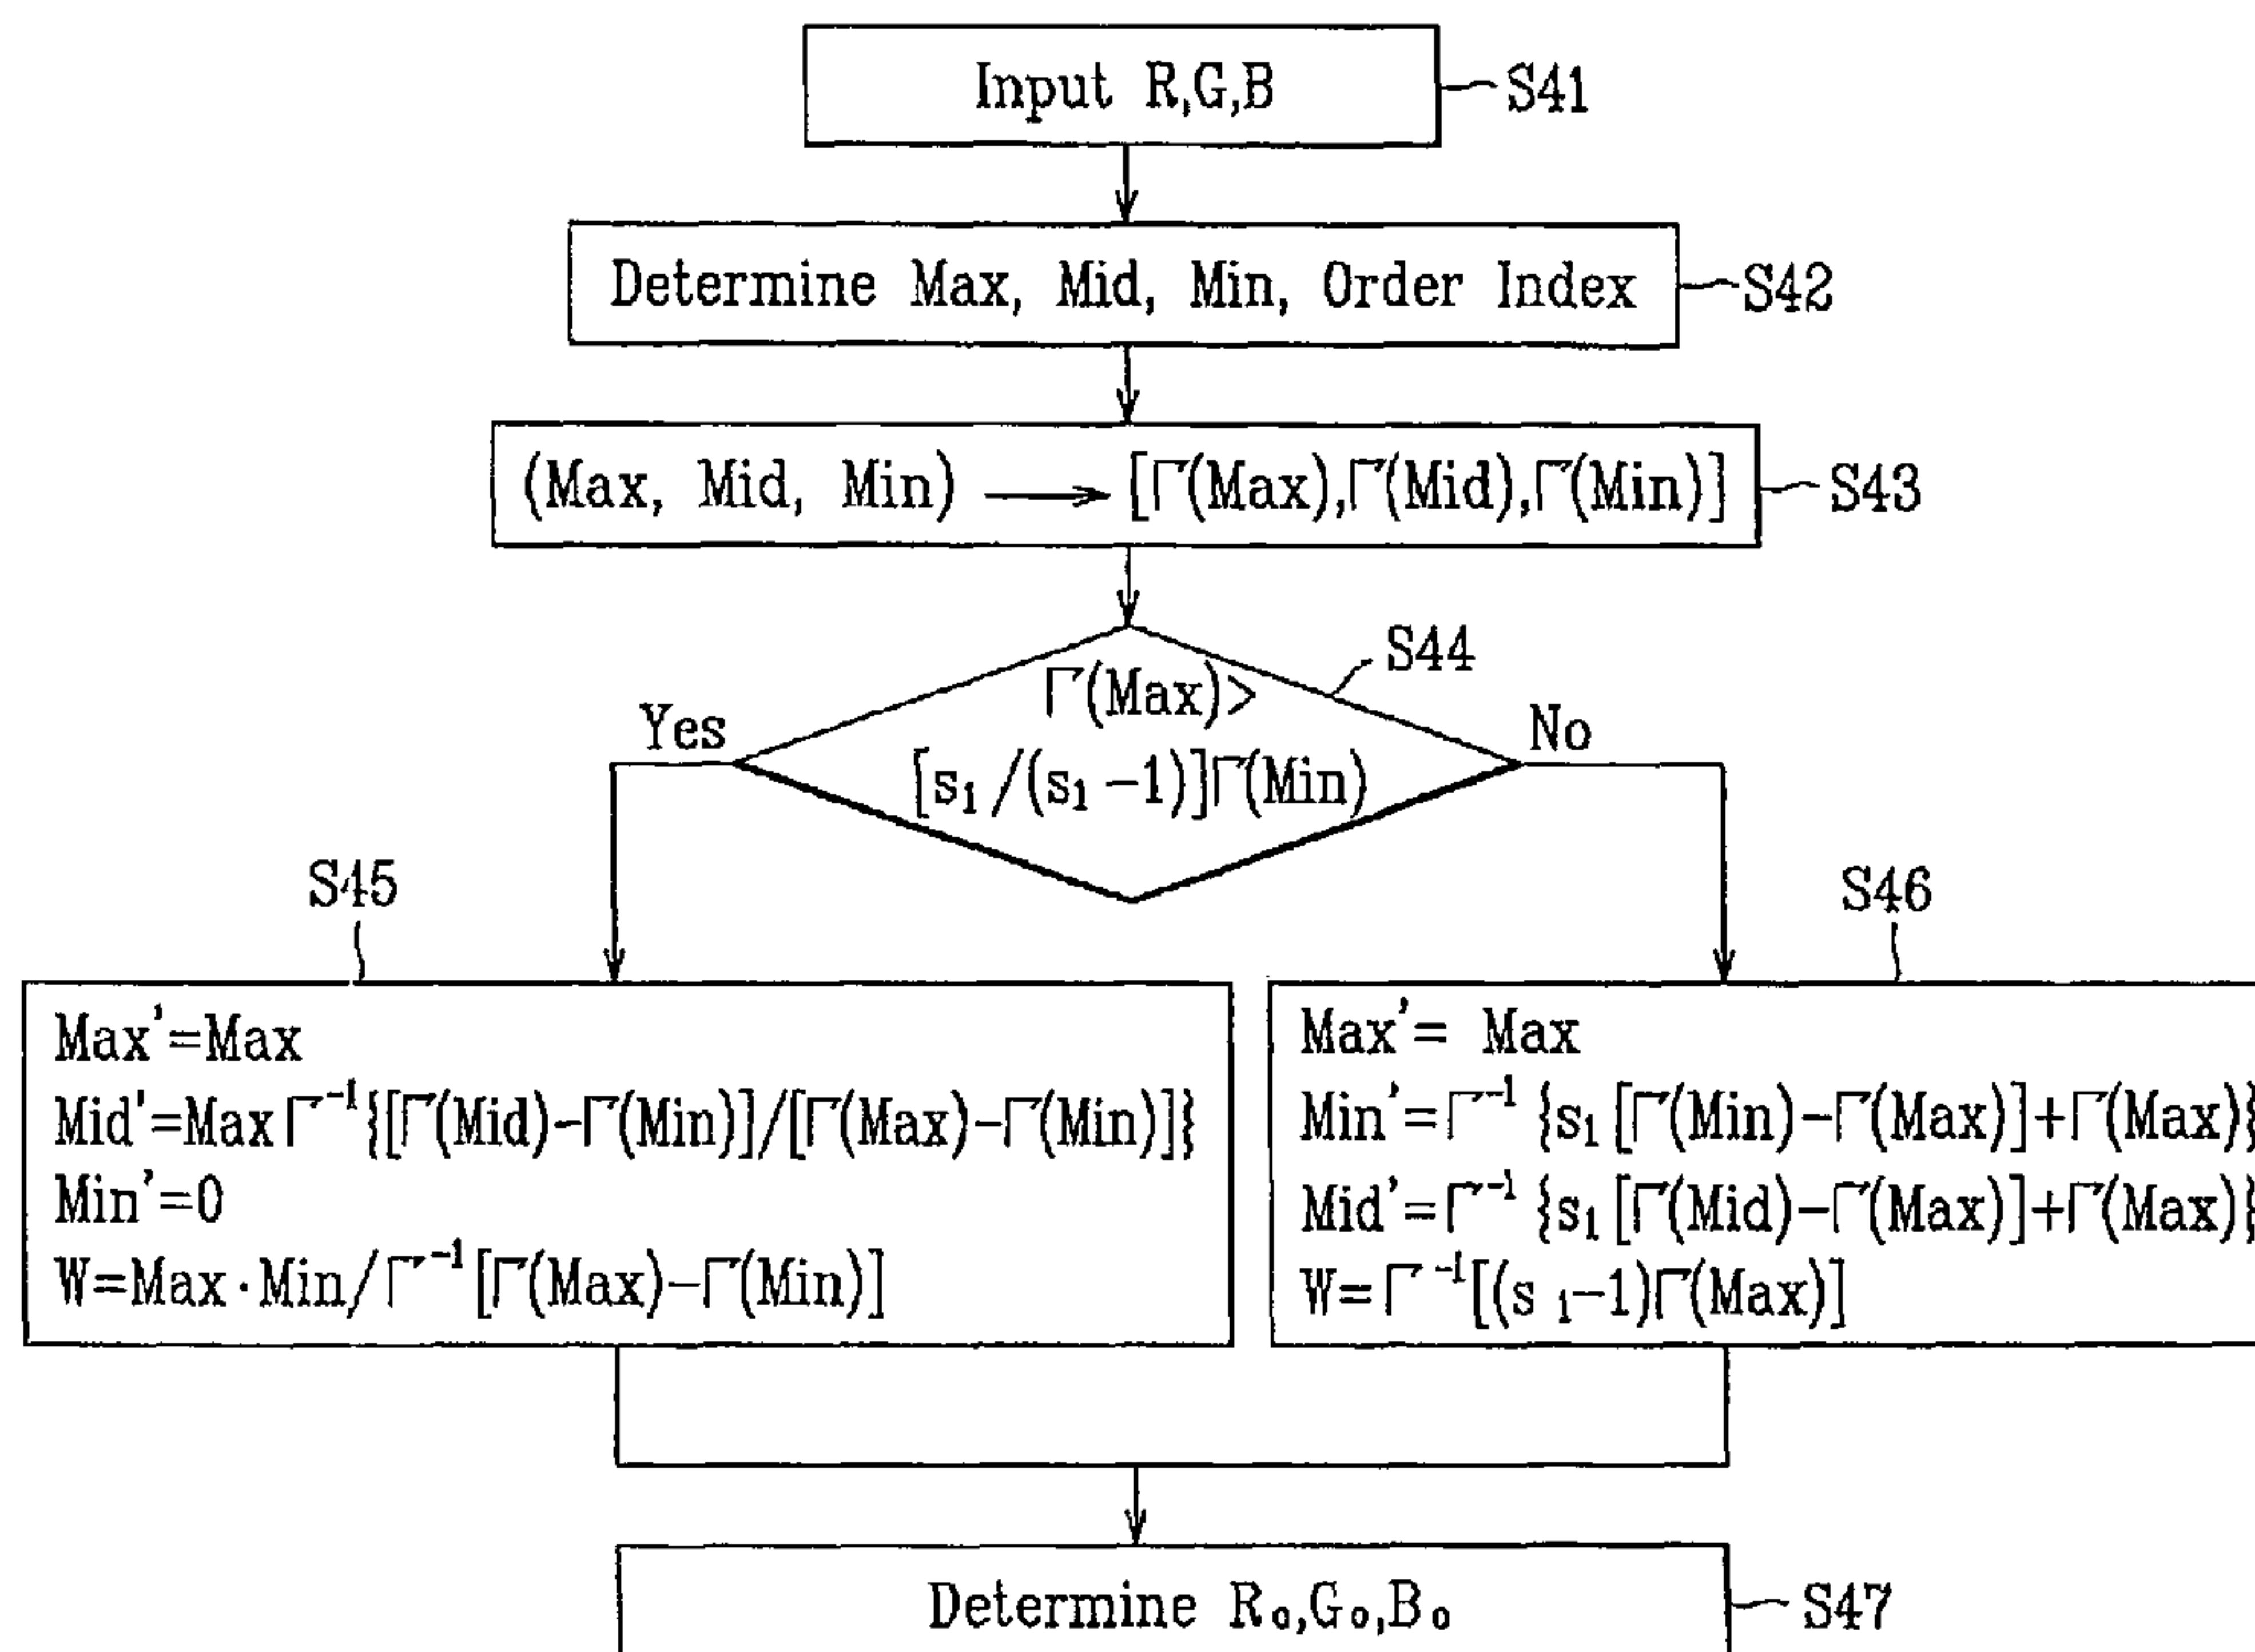 Input R,G,B
S41
Determine Max, Mid, Min, Order Index
S42
(Max, Mid, Min) → [Γ(Max),Γ(Mid),Γ(Min)]
S43
Γ(Max)>
[s₁/(s₁-1)]Γ(Min)
S44
Yes
No
S45
Max'=Max
Mid'=MaxΓ⁻¹{[Γ(Mid)-Γ(Min)]/[Γ(Max)-Γ(Min)]}
Min'=0
W=Max·Min/Γ⁻¹[Γ(Max)-Γ(Min)]
S46
Max'= Max
Min'=Γ⁻¹{s₁[Γ(Min)-Γ(Max)]+Γ(Max)}
Mid'=Γ⁻¹{s₁[Γ(Mid)-Γ(Max)]+Γ(Max)}
W=Γ⁻¹[(s₁-1)Γ(Max)]
Determine R₀,G₀,B₀
S47